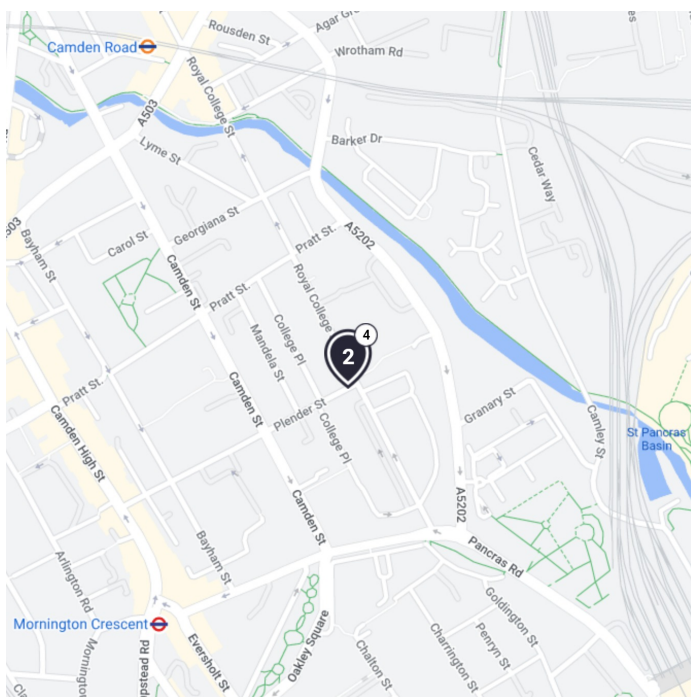 Rousden St
Agar Gr
Camden Road
Wrotham Rd
Royal College St
A503
Barker Dr
Lyme St
Cedar Way
Georgiana St
Pratt St.
A5202
Carol St
903
Bayham St
Camden St
Pratt St.
Royal College
College Pl
Mandela St
4
2
Pratt St.
Camden St
Plender St
Granary St
Camden High St
College Pl
Camley St
St Pancras
Basin
Camden St
A5202
Bayham St
Pancras Rd
Arlington Rd
Goldington St
Mornington Crescent
Oakley Square
Charrington St
Penryn St
Mornington
Eversholt St
Chalton St
mpstead Rd